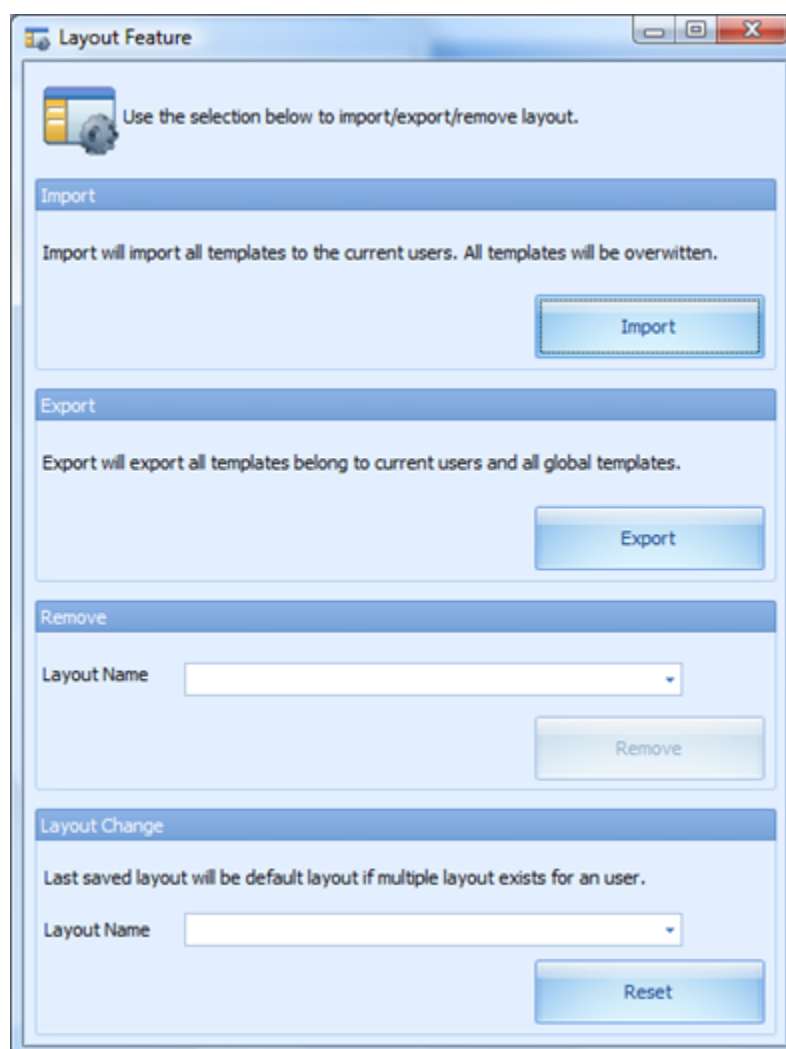 Layout Feature
Use the selection below to import/export/remove layout.
Import
Import will import all templates to the current users. All templates will be overwitten.
Import
Export
Export will export all templates belong to current users and all global templates.
Export
Remove
Layout Name
Remove
Layout Change
Last saved layout will be default layout if multiple layout exists for an user.
Layout Name
Reset